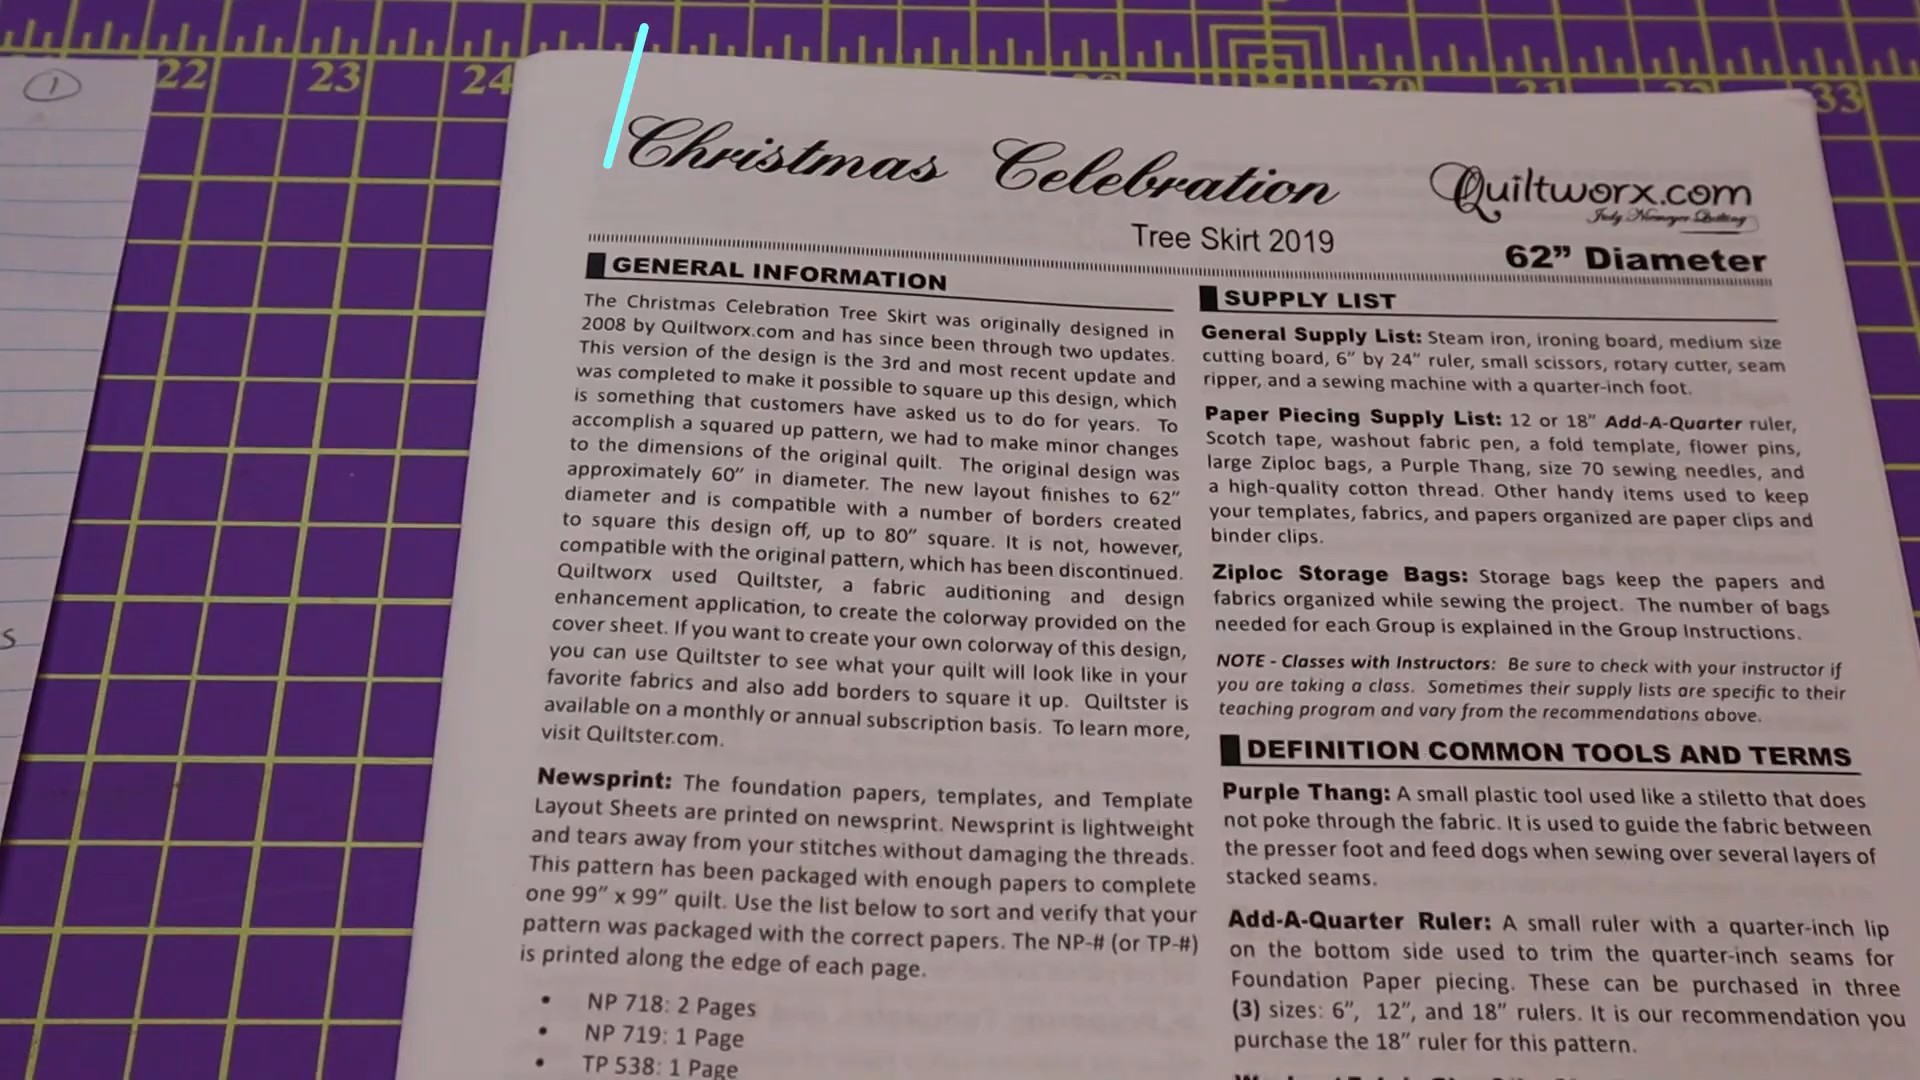 1
22 23 24 33
s
Christmas Celebration
Quiltworx.com
Judy Niemeyer Quilting
Tree Skirt 2019
62” Diameter
GENERAL INFORMATION
The Christmas Celebration Tree Skirt was originally designed in
2008 by Quiltworx.com and has since been through two updates.
This version of the design is the 3rd and most recent update and
was completed to make it possible to square up this design, which
is something that customers have asked us to do for years. To
accomplish a squared up pattern, we had to make minor changes
to the dimensions of the original quilt. The original design was
approximately 60” in diameter. The new layout finishes to 62”
diameter and is compatible with a number of borders created
to square this design off, up to 80” square. It is not, however,
compatible with the original pattern, which has been discontinued.
Quiltworx used Quiltster, a fabric auditioning and design
enhancement application, to create the colorway provided on the
cover sheet. If you want to create your own colorway of this design,
you can use Quiltster to see what your quilt will look like in your
favorite fabrics and also add borders to square it up. Quiltster is
available on a monthly or annual subscription basis. To learn more,
visit Quiltster.com.
Newsprint: The foundation papers, templates, and Template
Layout Sheets are printed on newsprint. Newsprint is lightweight
and tears away from your stitches without damaging the threads.
This pattern has been packaged with enough papers to complete
one 99” x 99” quilt. Use the list below to sort and verify that your
pattern was packaged with the correct papers. The NP-# (or TP-#)
is printed along the edge of each page.
• NP 718: 2 Pages
• NP 719: 1 Page
• TP 538: 1 Page
SUPPLY LIST
General Supply List: Steam iron, ironing board, medium size
cutting board, 6” by 24” ruler, small scissors, rotary cutter, seam
ripper, and a sewing machine with a quarter-inch foot.
Paper Piecing Supply List: 12 or 18” Add-A-Quarter ruler,
Scotch tape, washout fabric pen, a fold template, flower pins,
large Ziploc bags, a Purple Thang, size 70 sewing needles, and
a high-quality cotton thread. Other handy items used to keep
your templates, fabrics, and papers organized are paper clips and
binder clips.
Ziploc Storage Bags: Storage bags keep the papers and
fabrics organized while sewing the project. The number of bags
needed for each Group is explained in the Group Instructions.
NOTE - Classes with Instructors: Be sure to check with your instructor if
you are taking a class. Sometimes their supply lists are specific to their
teaching program and vary from the recommendations above.
DEFINITION COMMON TOOLS AND TERMS
Purple Thang: A small plastic tool used like a stiletto that does
not poke through the fabric. It is used to guide the fabric between
the presser foot and feed dogs when sewing over several layers of
stacked seams.
Add-A-Quarter Ruler: A small ruler with a quarter-inch lip
on the bottom side used to trim the quarter-inch seams for
Foundation Paper piecing. These can be purchased in three
(3) sizes: 6”, 12”, and 18” rulers. It is our recommendation you
purchase the 18” ruler for this pattern.